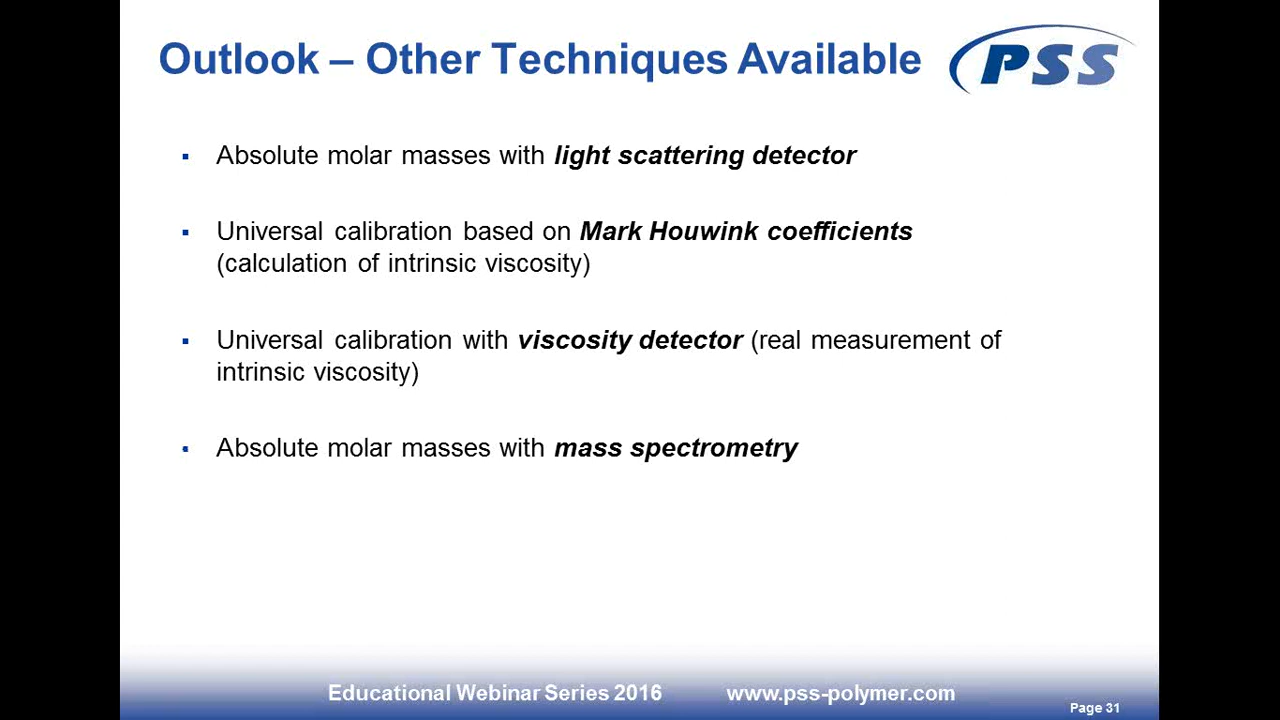 Outlook – Other Techniques Available
PSS
▪ Absolute molar masses with light scattering detector
▪ Universal calibration based on Mark Houwink coefficients
(calculation of intrinsic viscosity)
▪ Universal calibration with viscosity detector (real measurement of
intrinsic viscosity)
▪ Absolute molar masses with mass spectrometry
Educational Webinar Series 2016 www.pss-polymer.com
Page 31